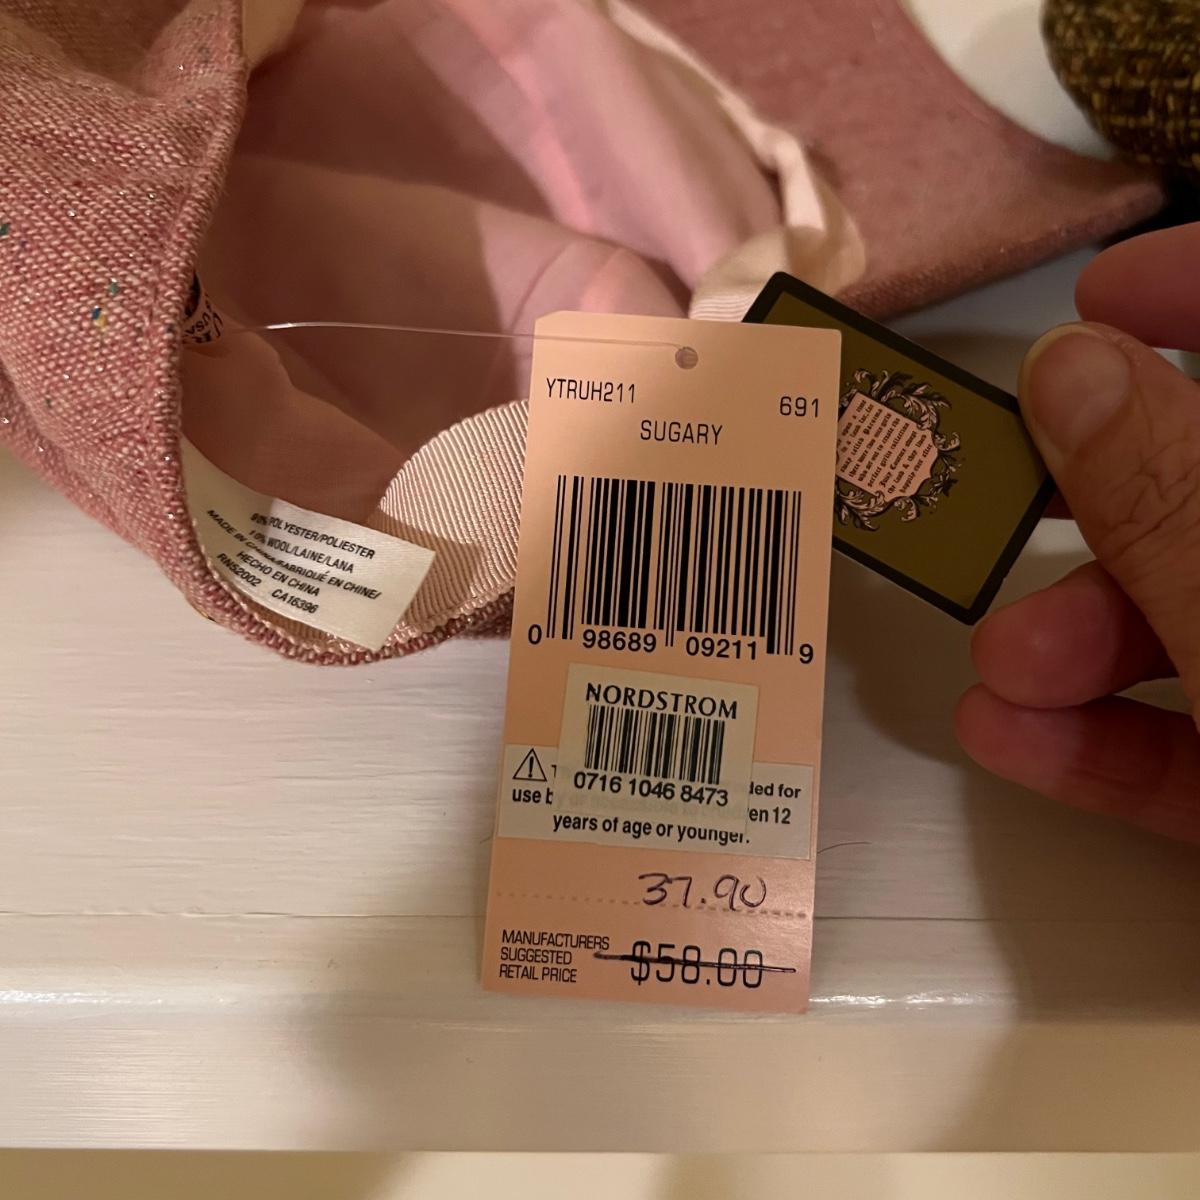 YTRUH211
691
SUGARY
0 98689 09211 9
NORDSTROM
0716 1046 8473
ded for
use b en 12
years of age or younger.
37.90
MANUFACTURERS
SUGGESTED
RETAIL PRICE
$58.00
90% POLYESTER/POLIESTER
10% WOOL/LAINE/LANA
MADE IN CHINA/FABRIQUÉ EN CHINE/
HECHO EN CHINA
RN52002 CA16396